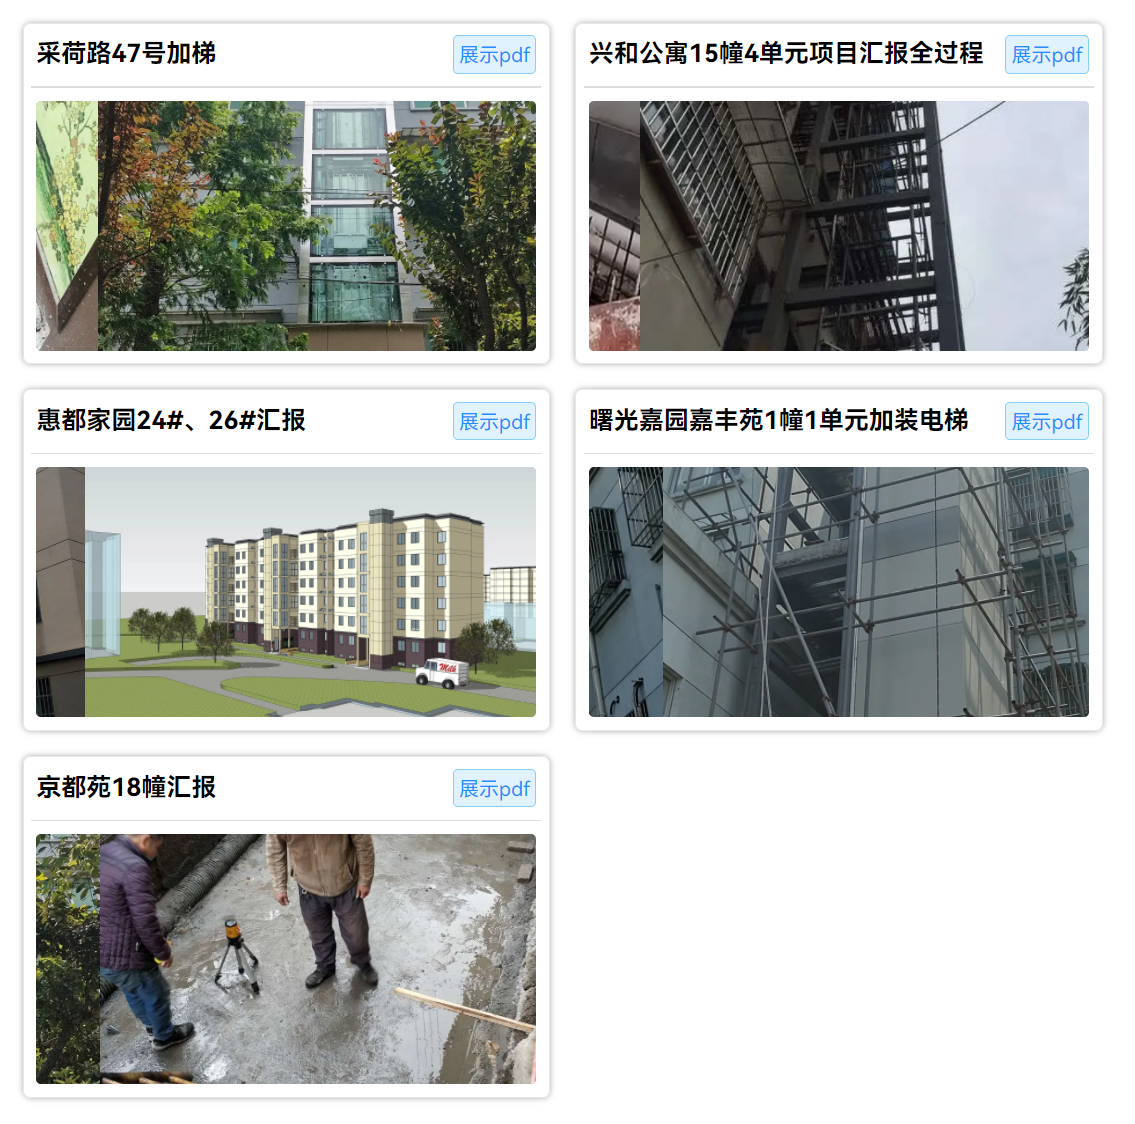 采荷路47号加梯
展示pdf
兴和公寓15幢4单元项目汇报全过程
展示pdf
惠都家园24#、26#汇报
展示pdf
Milk
曙光嘉园嘉丰苑1幢1单元加装电梯
展示pdf
京都苑18幢汇报
展示pdf